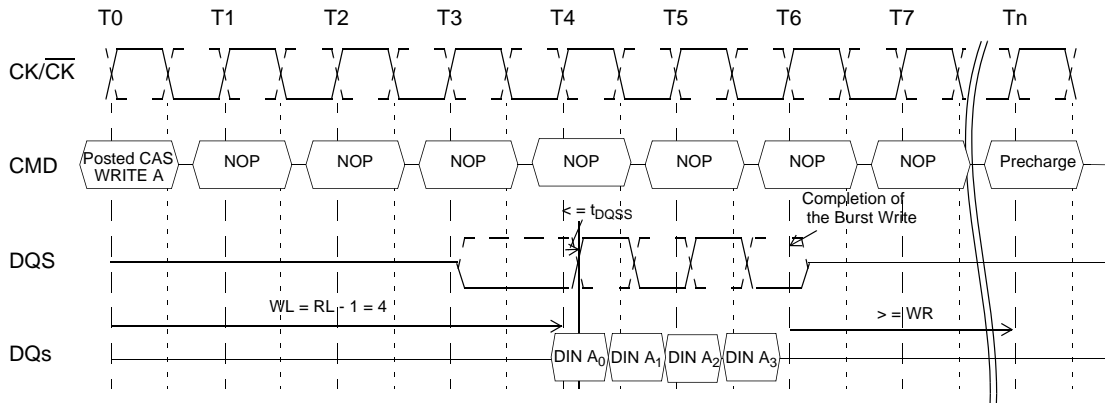 T0 T1 T2 T3 T4 T5 T6 T7 Tn
CK/CK
CMD
Posted CAS
WRITE A
NOP NOP NOP NOP NOP NOP NOP
Precharge
< = tDQSS
Completion of
the Burst Write
DQS
WL = RL - 1 = 4
> = WR
DQs
DIN A0 DIN A1 DIN A2 DIN A3